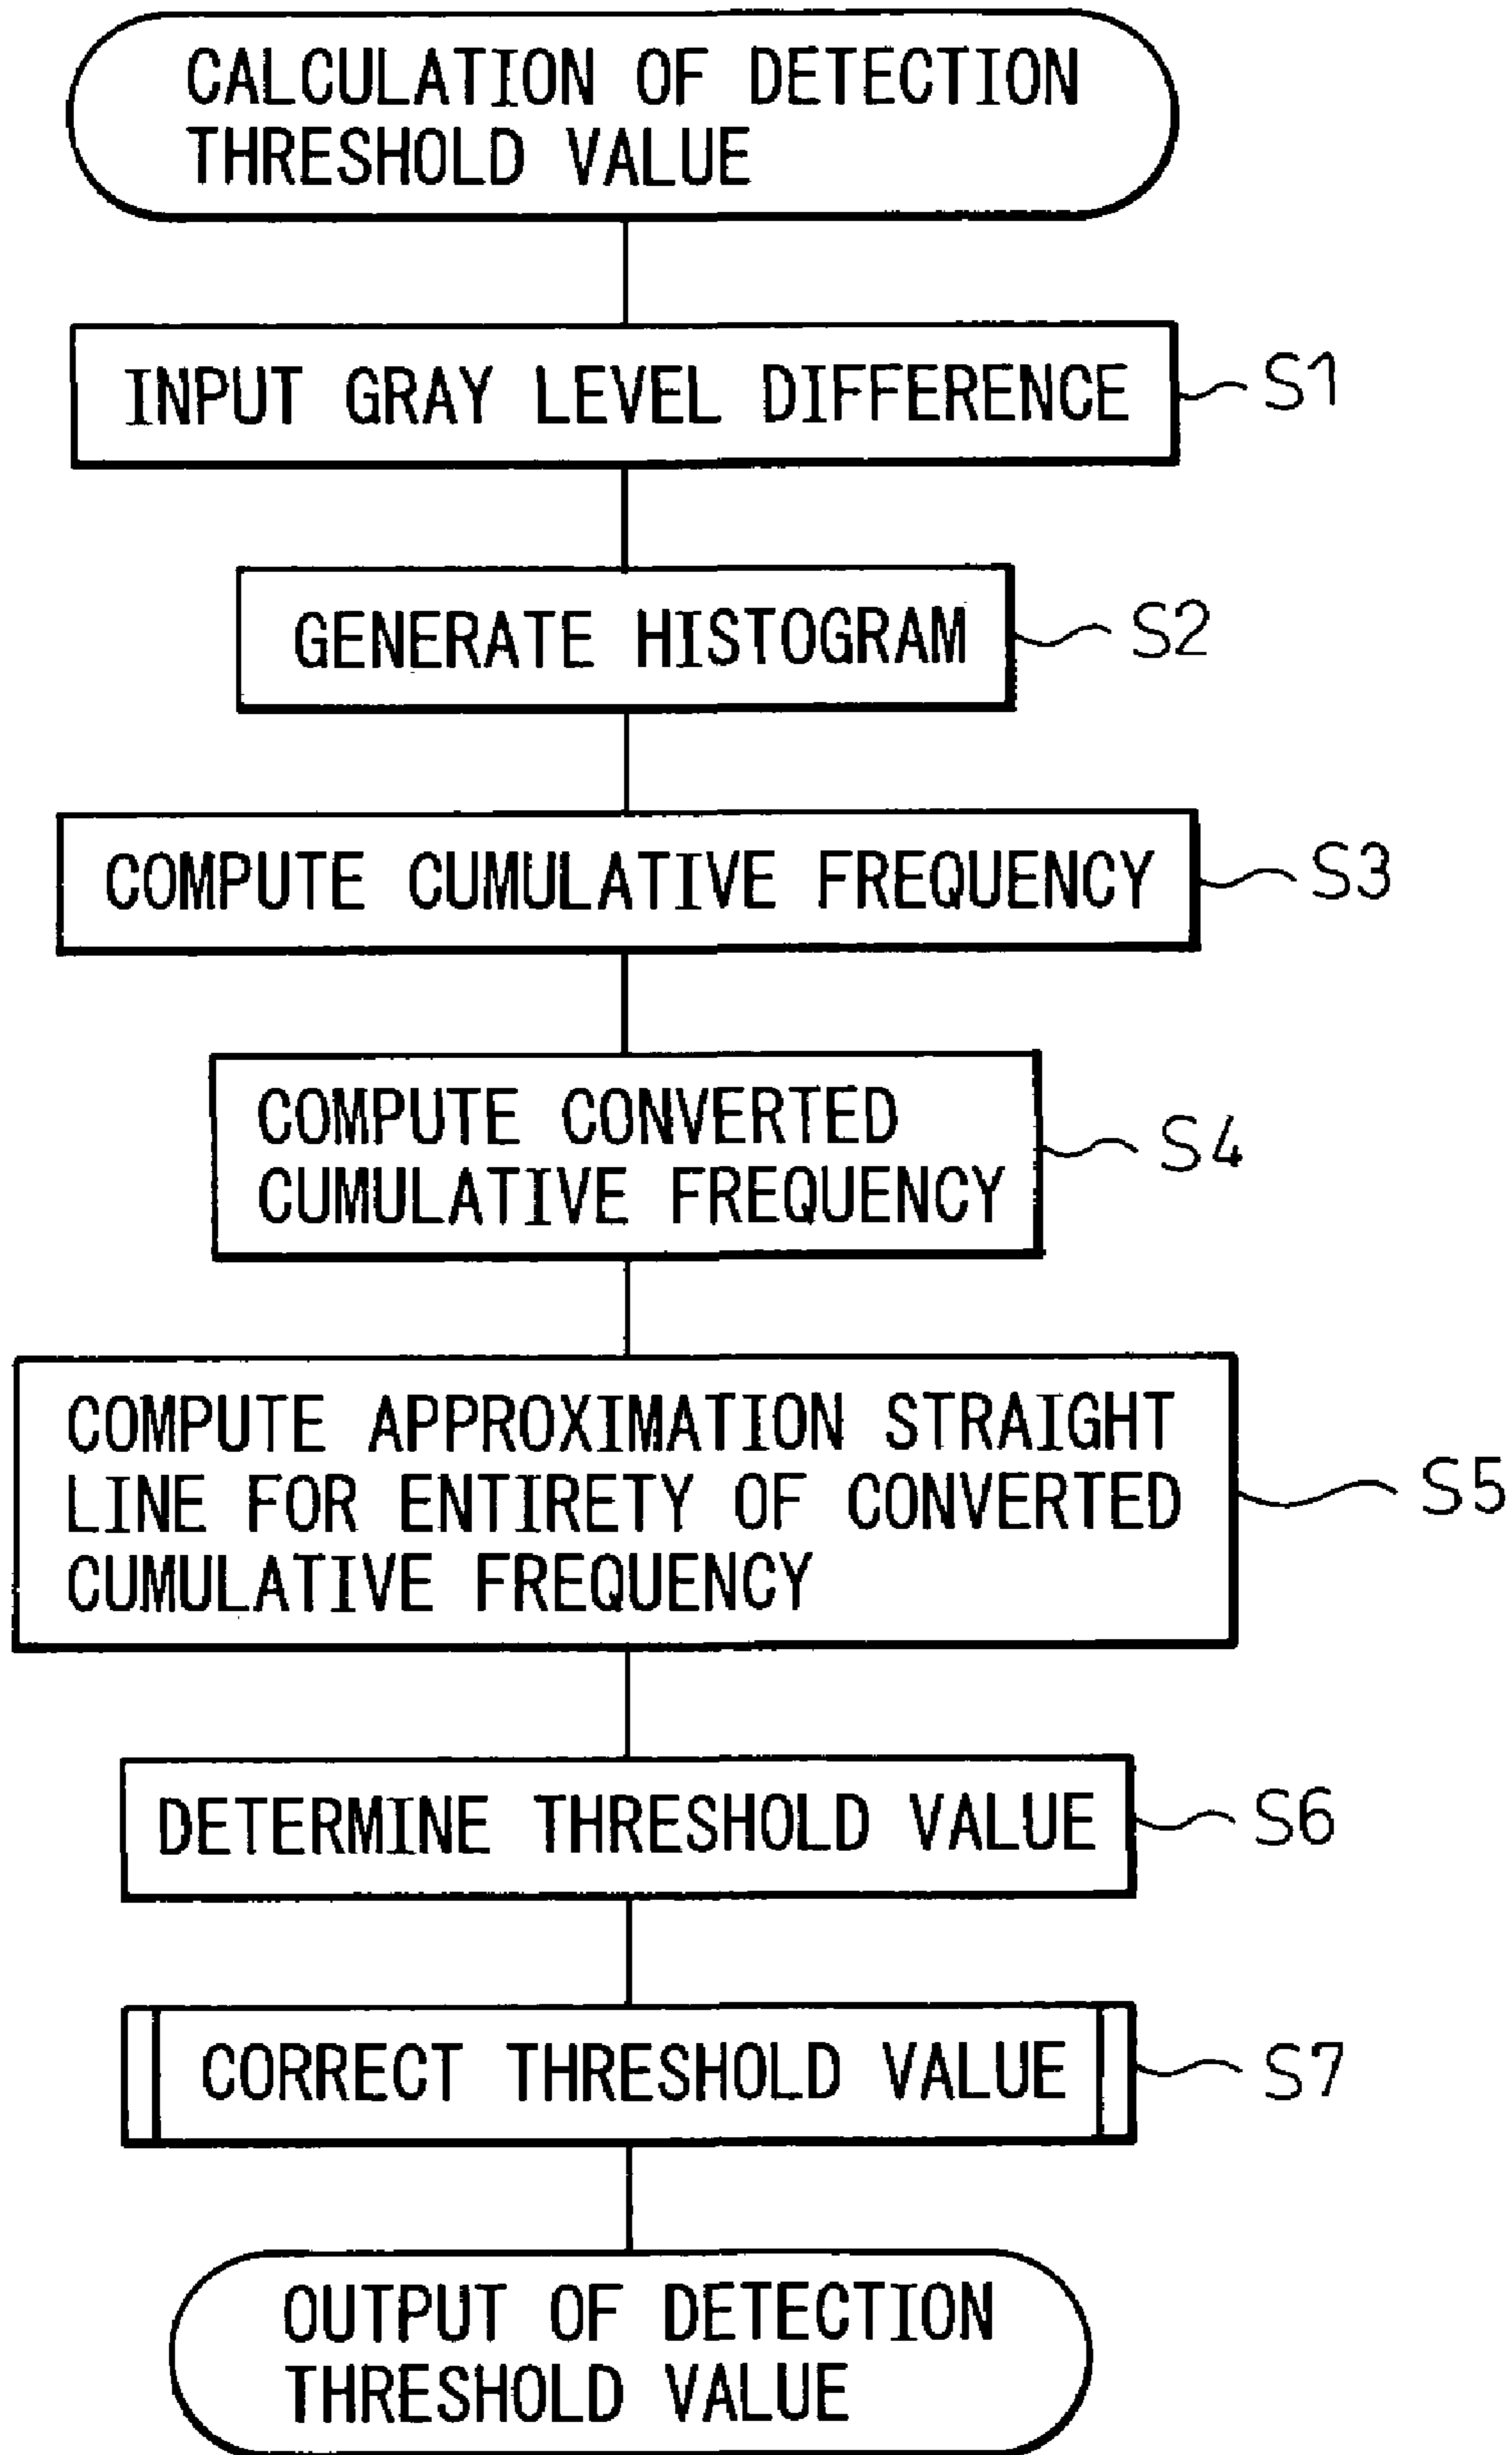 CALCULATION OF DETECTION
THRESHOLD VALUE
INPUT GRAY LEVEL DIFFERENCE
S1
GENERATE HISTOGRAM
S2
COMPUTE CUMULATIVE FREQUENCY
S3
COMPUTE CONVERTED
CUMULATIVE FREQUENCY
S4
COMPUTE APPROXIMATION STRAIGHT
LINE FOR ENTIRETY OF CONVERTED
CUMULATIVE FREQUENCY
S5
DETERMINE THRESHOLD VALUE
S6
CORRECT THRESHOLD VALUE
S7
OUTPUT OF DETECTION
THRESHOLD VALUE